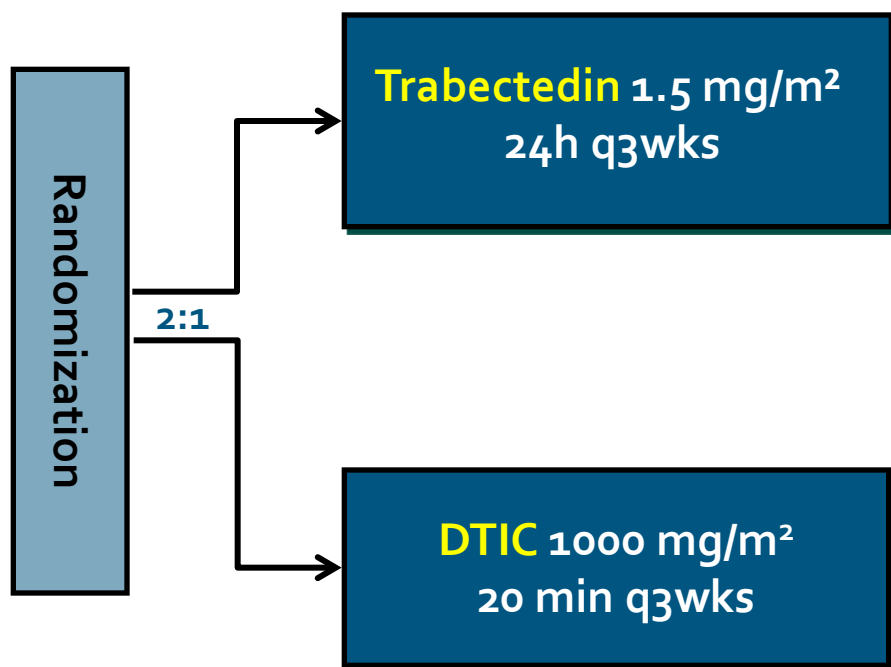 Randomization
2:1
Trabectedin 1.5 mg/m²
24h q3wks
DTIC 1000 mg/m²
20 min q3wks